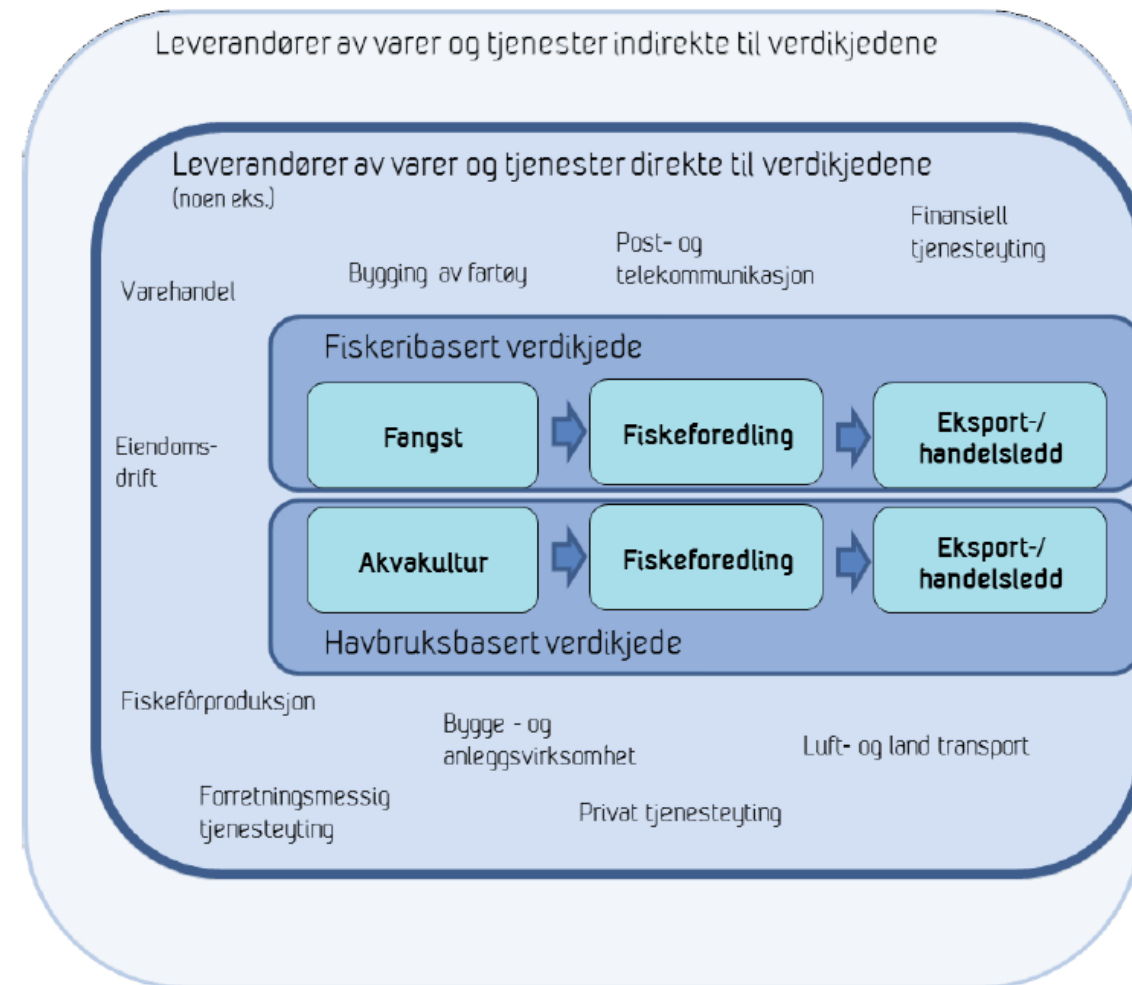 Leverandører av varer og tjenester indirekte til verdikjedene
Leverandører av varer og tjenester direkte til verdikjedene
(noen eks.)
Finansiell
tjenesteyting
Post- og
telekommunikasjon
Bygging av fartøy
Varehandel
Fiskeribasert verdikjede
Fangst
Fiskeforedling
Eksport-/
handelsledd
Eiendoms-
drift
Akvakultur
Fiskeforedling
Eksport-/
handelsledd
Havbruksbasert verdikjede
Fiskefôrproduksjon
Bygge - og
anleggsvirksomhet
Luft- og land transport
Forretningsmessig
tjenesteyting
Privat tjenesteyting